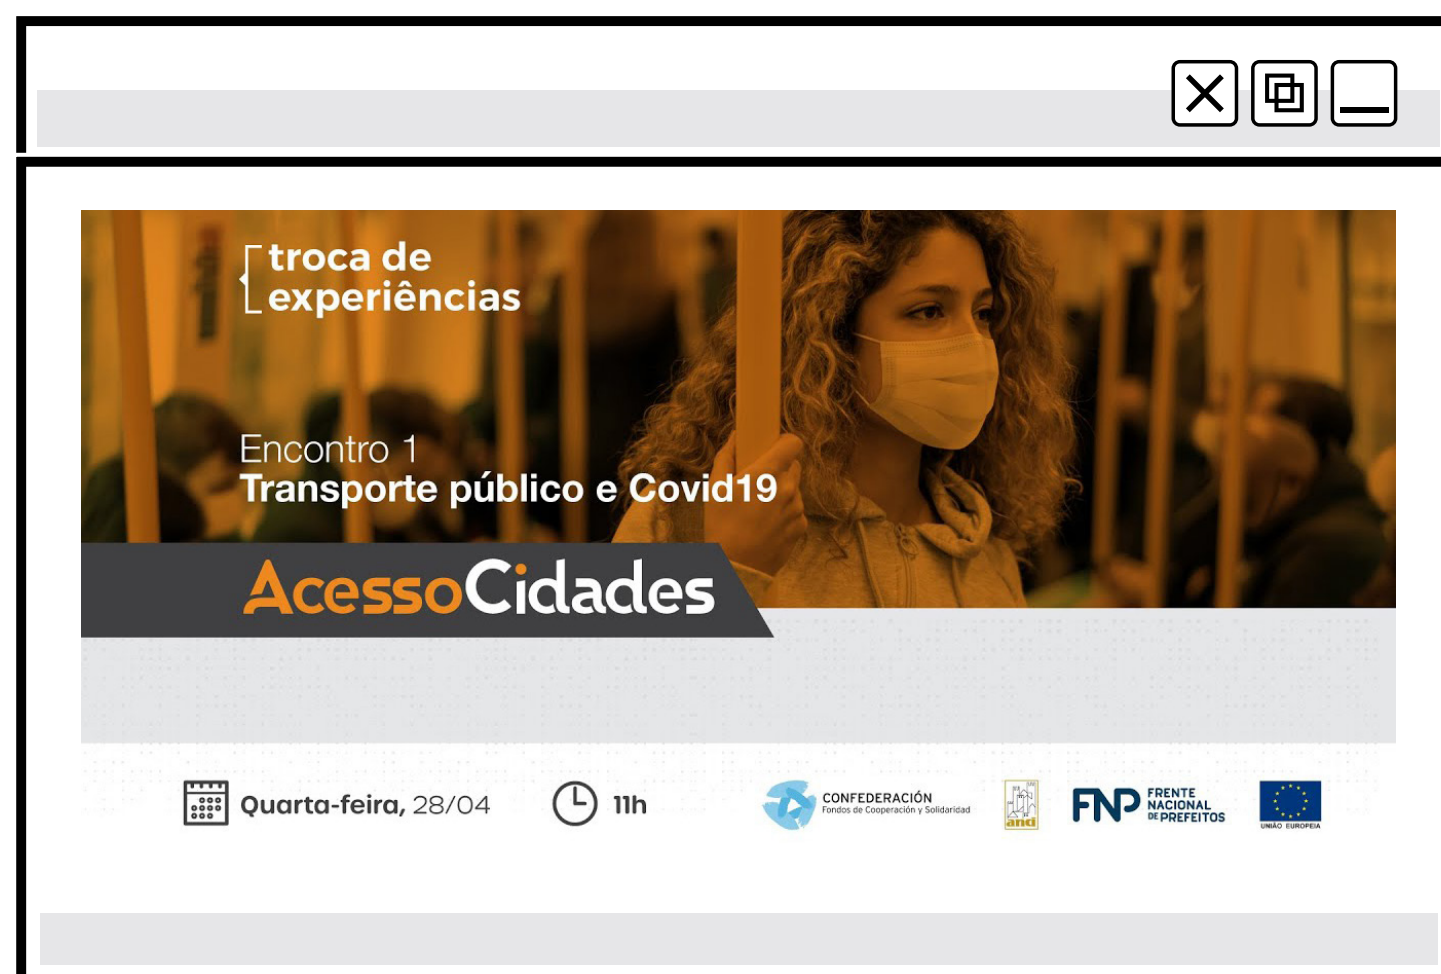 troca de
experiências
Encontro 1
Transporte público e Covid19
AcessoCidades
Quarta-feira, 28/04
11h
CONFEDERACIÓN
Fondos de Cooperación y Solidaridad
anci
FNP
FRENTE
NACIONAL
DE PREFEITOS
UNIÃO EUROPEIA